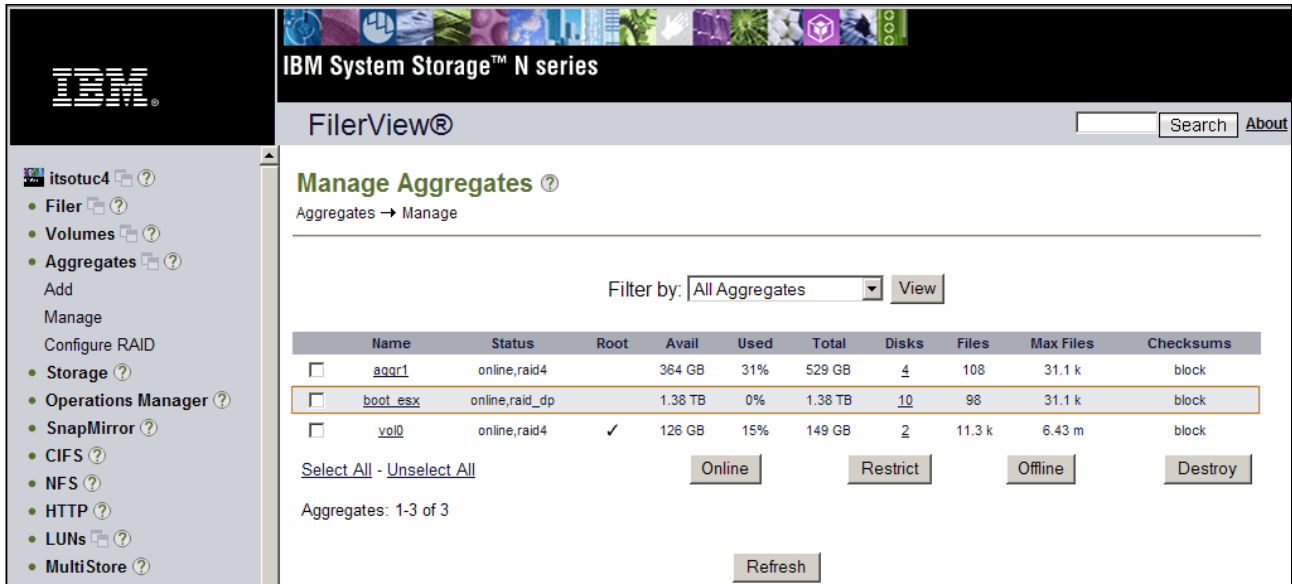 IBM®
IBM System Storage™ N series
FilerView®
Search About
itsotuc4
Filer
Volumes
Aggregates
Add
Manage
Configure RAID
Storage
Operations Manager
SnapMirror
CIFS
NFS
HTTP
LUNs
MultiStore
Manage Aggregates
Aggregates → Manage
Filter by: All Aggregates View
Name Status Root Avail Used Total Disks Files Max Files Checksums
aggr1 online,raid4 364 GB 31% 529 GB 4 108 31.1 k block
boot_esx online,raid_dp 1.38 TB 0% 1.38 TB 10 98 31.1 k block
vol0 online,raid4 ✓ 126 GB 15% 149 GB 2 11.3 k 6.43 m block
Select All - Unselect All Online Restrict Offline Destroy
Aggregates: 1-3 of 3
Refresh